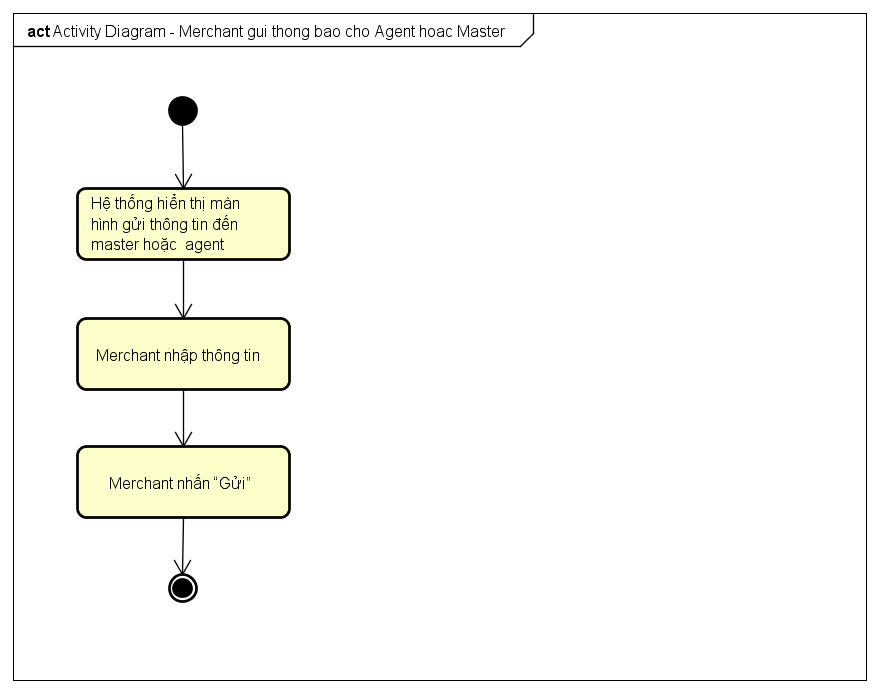 act Activity Diagram - Merchant gui thong bao cho Agent hoac Master
Hệ thống hiển thị màn
hình gửi thông tin đến
master hoặc agent
Merchant nhập thông tin
Merchant nhấn “Gửi”